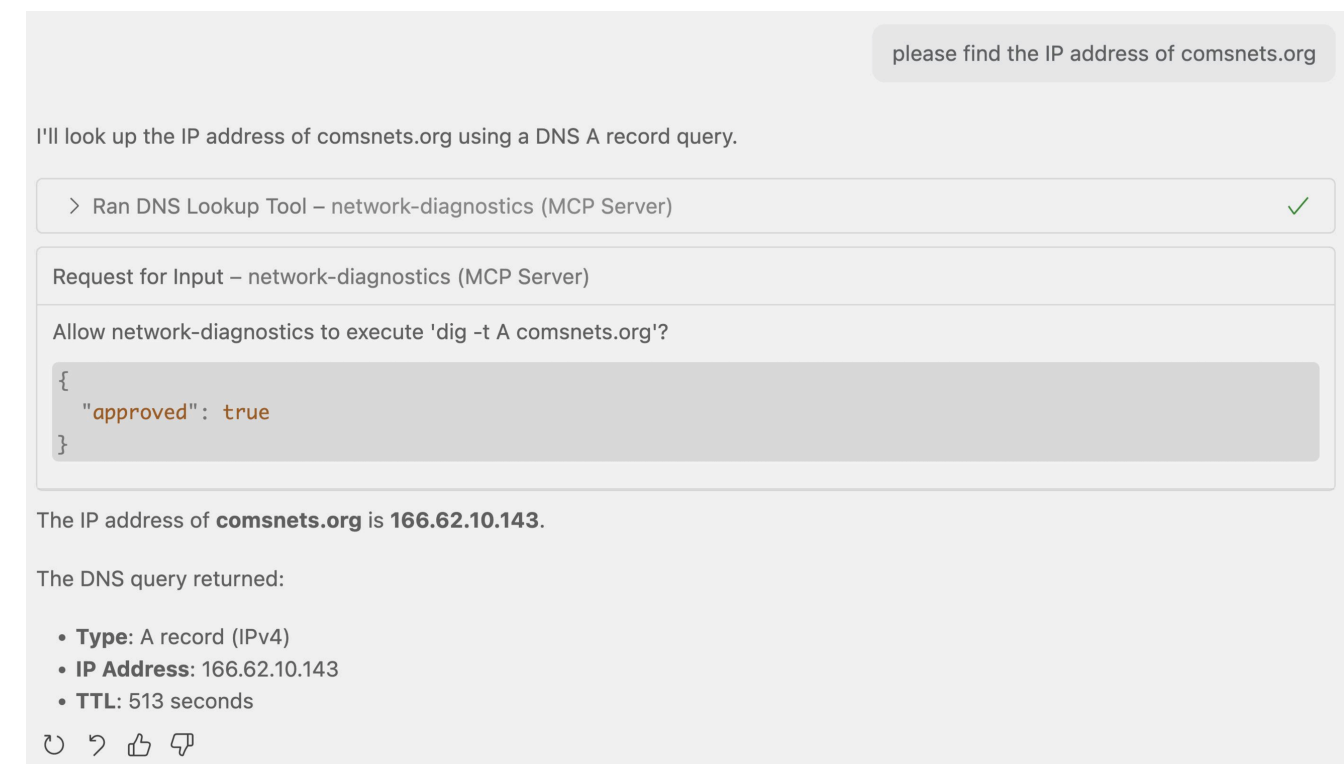 please find the IP address of comsnets.org
I'll look up the IP address of comsnets.org using a DNS A record query.
Ran DNS Lookup Tool – network-diagnostics (MCP Server)
Request for Input – network-diagnostics (MCP Server)
Allow network-diagnostics to execute 'dig -t A comsnets.org'?
{
"approved": true
}
The IP address of comsnets.org is 166.62.10.143.
The DNS query returned:
• Type: A record (IPv4)
• IP Address: 166.62.10.143
• TTL: 513 seconds